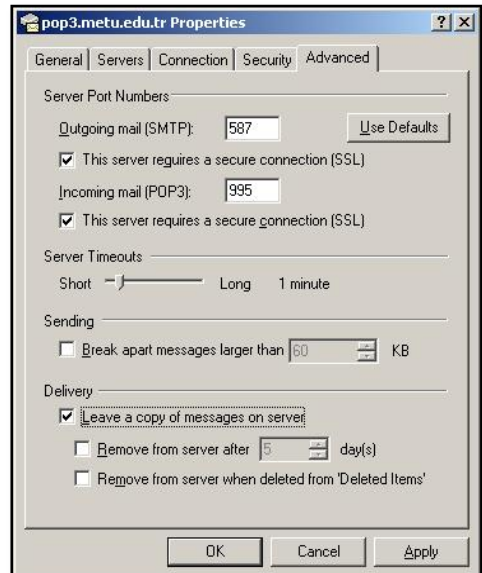 pop3.metu.edu.tr Properties
General Servers Connection Security Advanced
Server Port Numbers
Outgoing mail (SMTP): 587 Use Defaults
This server requires a secure connection (SSL)
Incoming mail (POP3): 995
This server requires a secure connection (SSL)
Server Timeouts
Short Long 1 minute
Sending
Break apart messages larger than 60 KB
Delivery
Leave a copy of messages on server
Remove from server after 5 day(s)
Remove from server when deleted from 'Deleted Items'
OK Cancel Apply